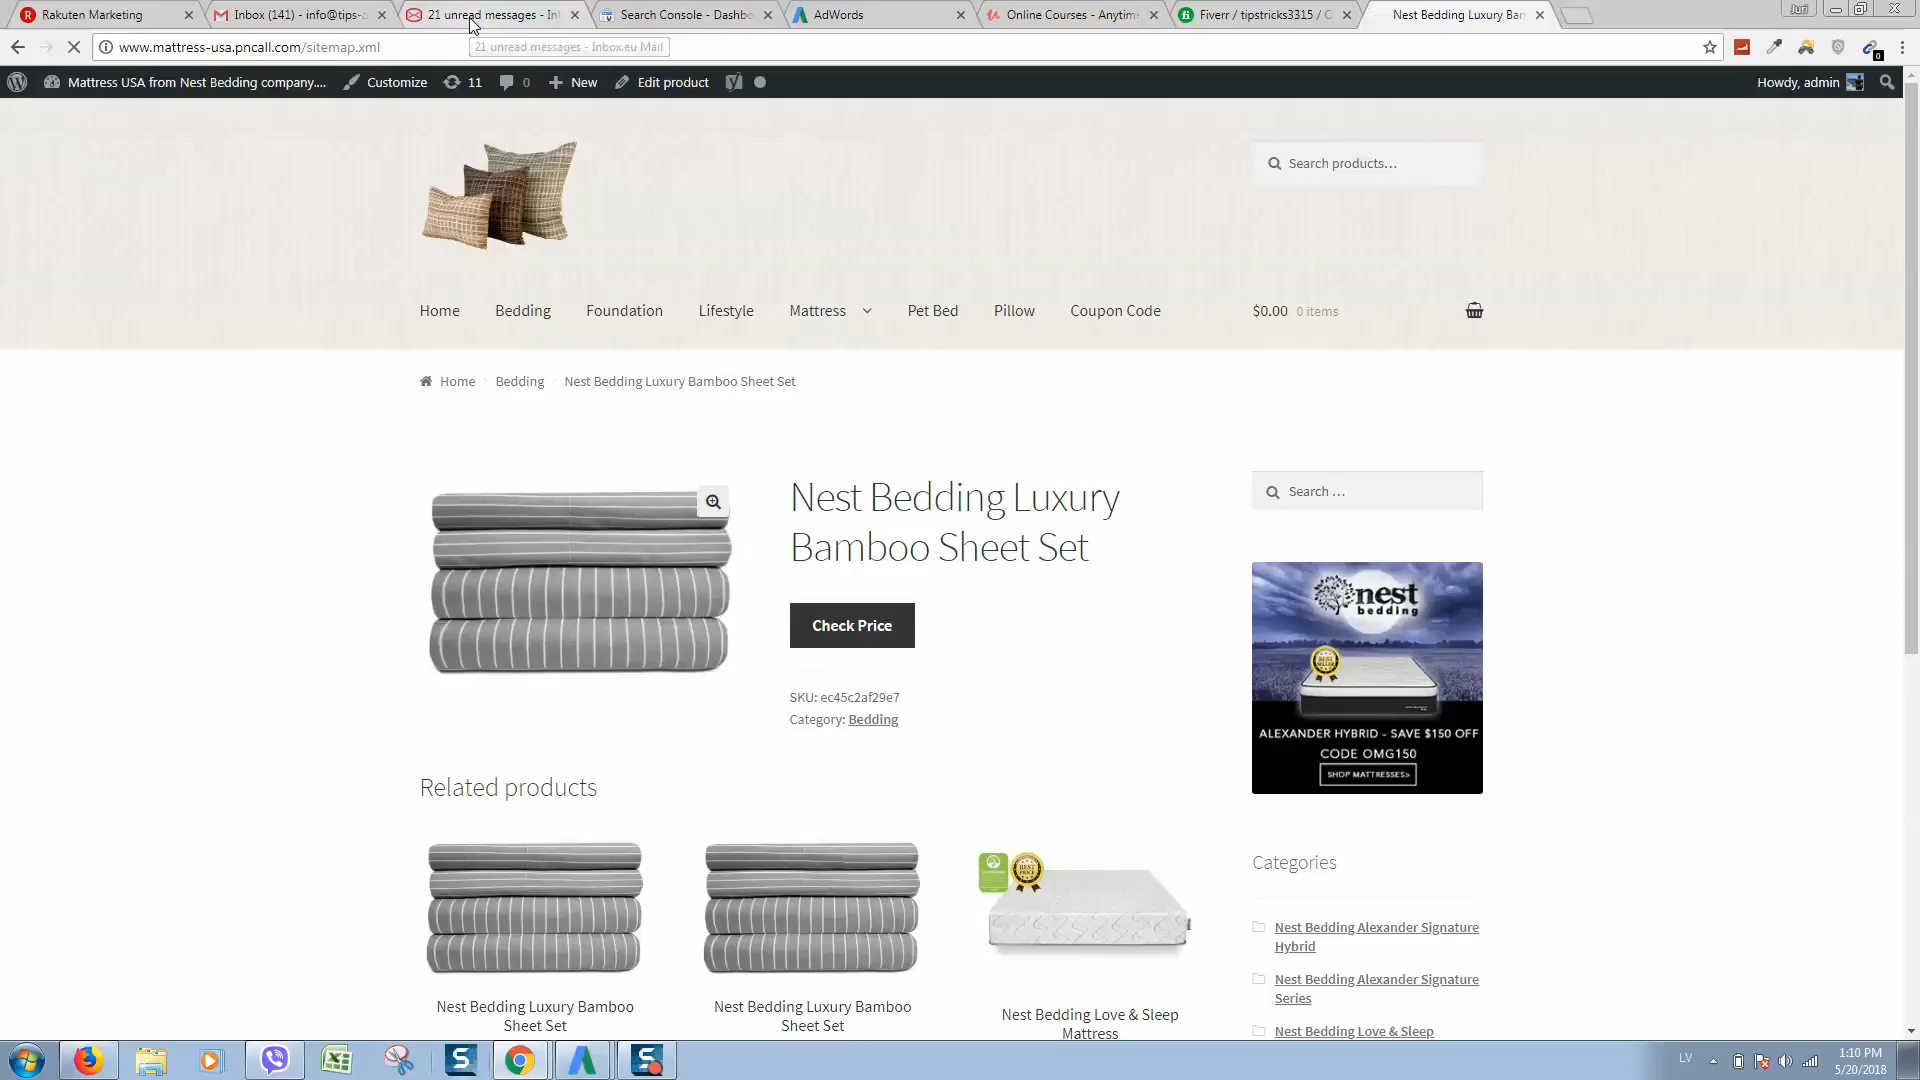 Rakuten Marketing
Inbox (141) - info@tips-
21 unread messages - In
Search Console - Dashbo
AdWords
Online Courses - Anytim
Fiverr / tipstricks3315 /
Nest Bedding Luxury Ban
Juri
www.mattress-usa.pncall.com/sitemap.xml
21 unread messages - Inbox.eu Mail
0
Mattress USA from Nest Bedding company....
Customize
11
0
New
Edit product
Howdy, admin
Search products…
Home
Bedding
Foundation
Lifestyle
Mattress
Pet Bed
Pillow
Coupon Code
$0.00 0 items
Home
Bedding
Nest Bedding Luxury Bamboo Sheet Set
Nest Bedding Luxury
Bamboo Sheet Set
Check Price
SKU: ec45c2af29e7
Category: Bedding
Search …
nest
bedding
BEST SELLER
ALEXANDER HYBRID - SAVE $150 OFF
CODE OMG150
SHOP MATTRESSES>
Related products
BEST PRICE
Nest Bedding Luxury Bamboo
Sheet Set
Nest Bedding Luxury Bamboo
Sheet Set
Nest Bedding Love & Sleep
Mattress
Categories
Nest Bedding Alexander Signature
Hybrid
Nest Bedding Alexander Signature
Series
Nest Bedding Love & Sleep
LV
1:10 PM
5/20/2018